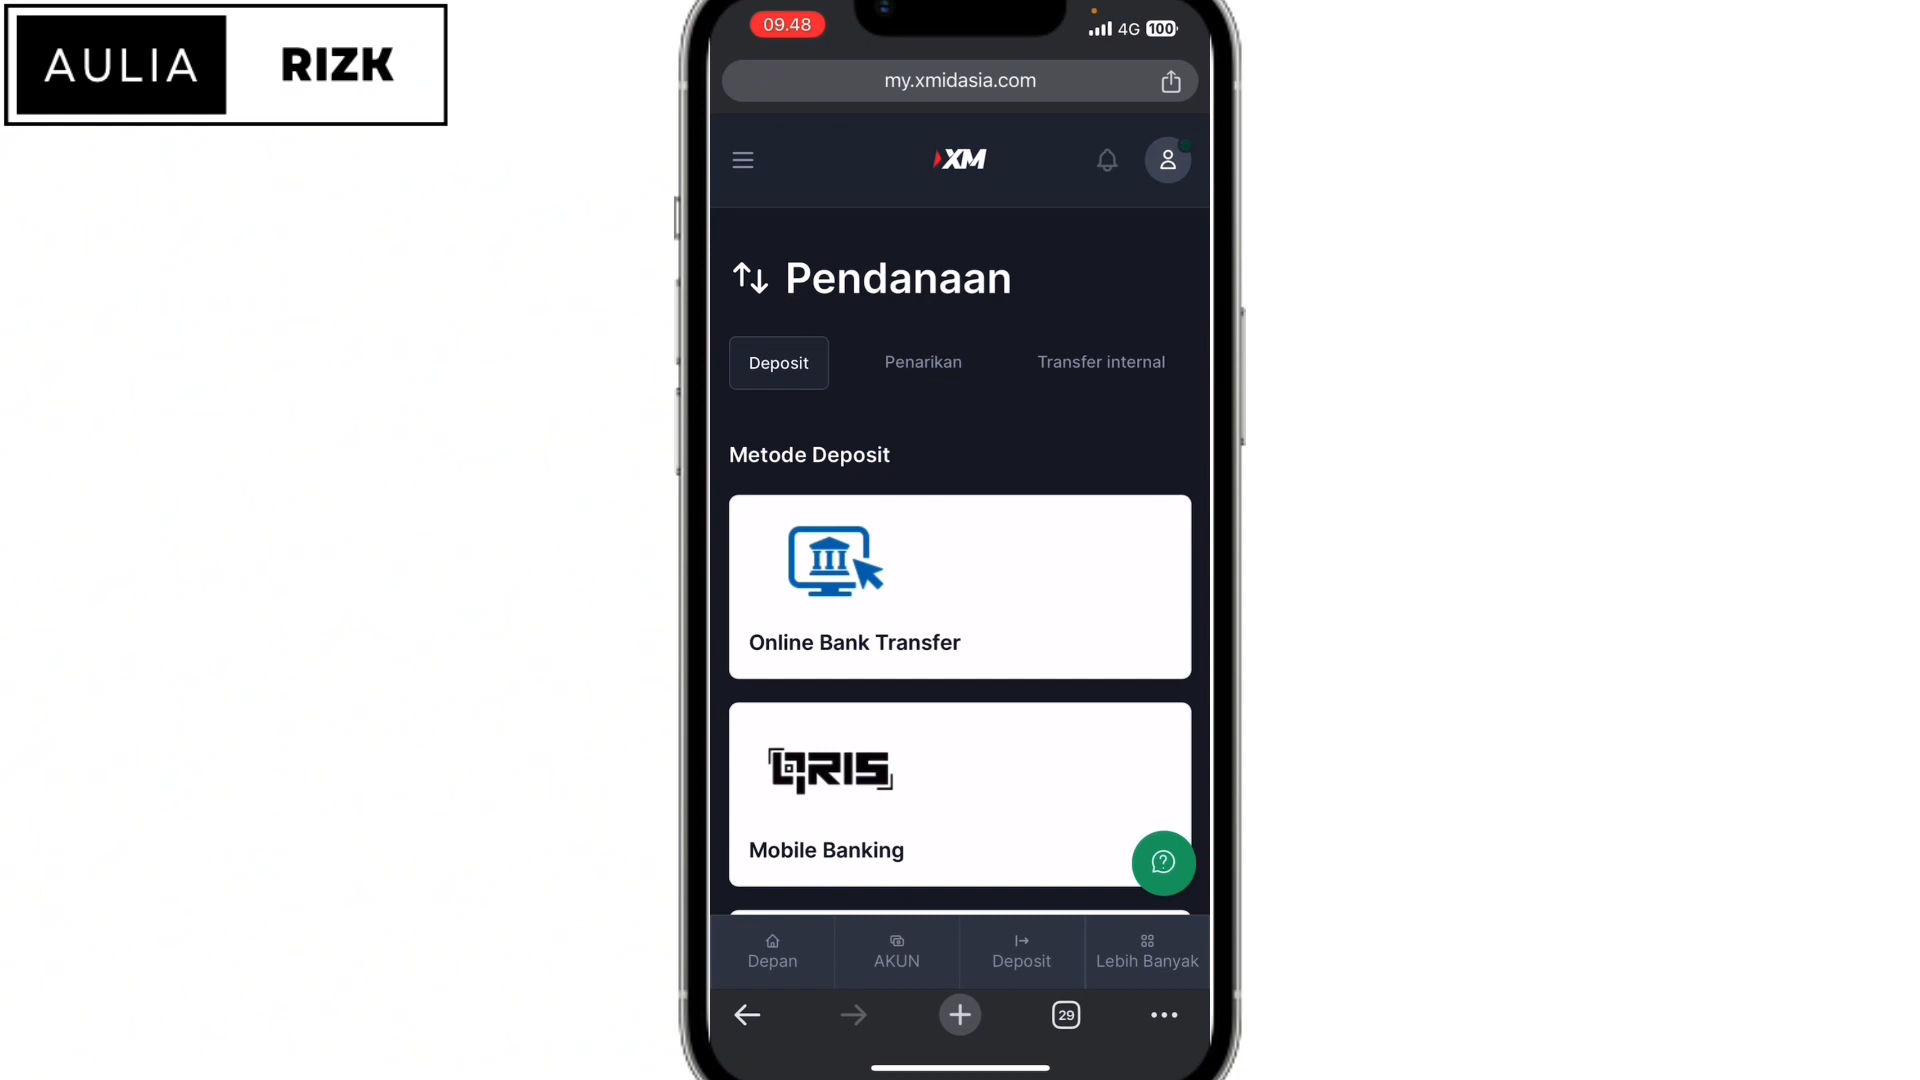 AULIA RIZK
09.48
4G 100
my.xmidasia.com
XM
Pendanaan
Deposit Penarikan Transfer internal
Metode Deposit
Online Bank Transfer
QRIS
Mobile Banking
?
Depan AKUN Deposit Lebih Banyak
29